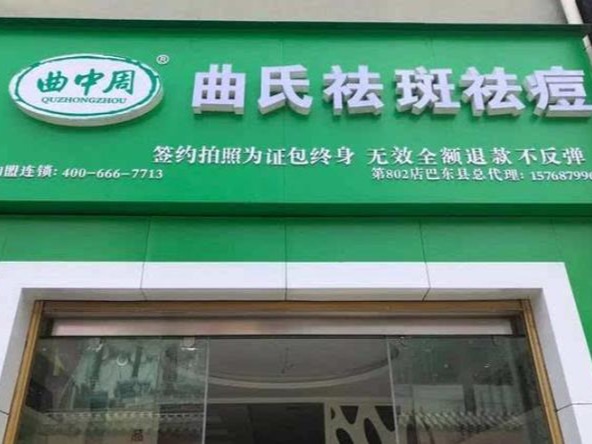 曲中周®
QUZHONGZHOU
曲氏祛斑祛痘
签约拍照为证包终身 无效全额退款不反弹
加盟连锁:400-666-7713
第802店巴东县总代理:157687996